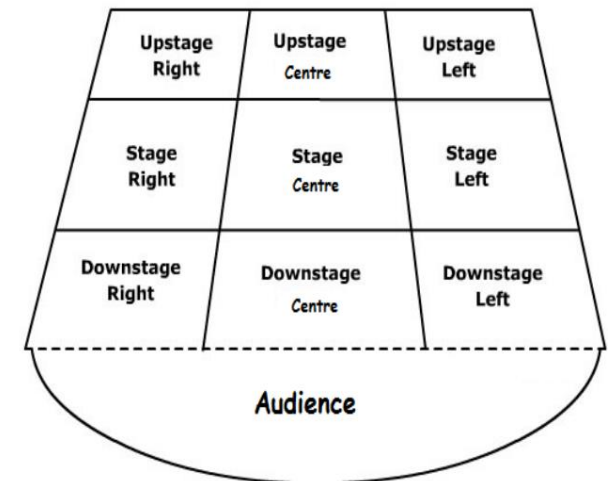 Upstage
Right
Upstage
Centre
Upstage
Left
Stage
Right
Stage
Centre
Stage
Left
Downstage
Right
Downstage
Centre
Downstage
Left
Audience